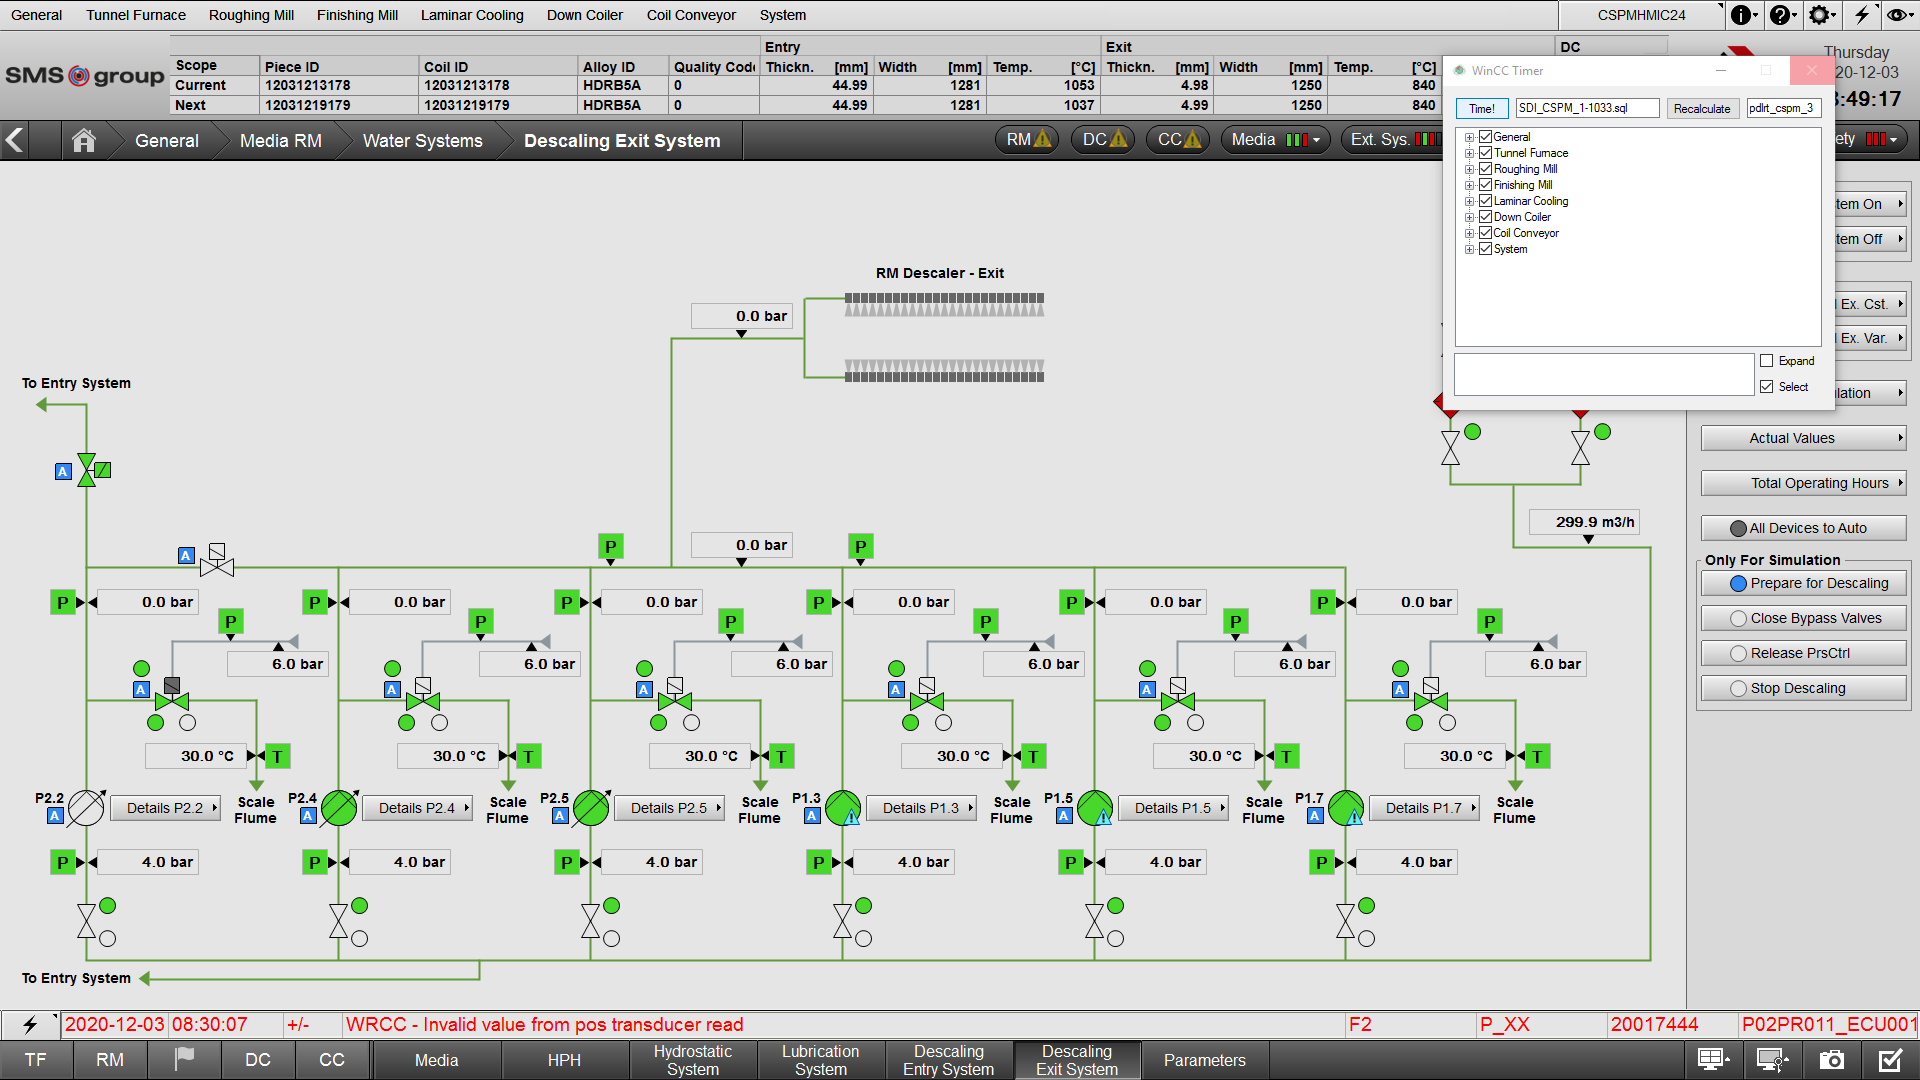 General Tunnel Furnace Roughing Mill Finishing Mill Laminar Cooling Down Coiler Coil Conveyor System CSPMHMIC24
SMS group
Entry Exit DC
Scope Piece ID Coil ID Alloy ID Quality Code Thickn. [mm] Width [mm] Temp. [°C] Thickn. [mm] Width [mm] Temp. [°C]
Current 12031213178 12031213178 HDRB5A 0 44.99 1281 1053 4.98 1250 840
Next 12031219179 12031219179 HDRB5A 0 44.99 1281 1037 4.99 1250 840
Thursday
20-12-03
3:49:17
General Media RM Water Systems Descaling Exit System RM DC CC Media Ext. Sys. ety
WinCC Timer
Time! SDI_CSPM_1-1033.sql Recalculate pdlrt_cspm_3
General
Tunnel Furnace
Roughing Mill
Finishing Mill
Laminar Cooling
Down Coiler
Coil Conveyor
System
Expand
Select
tem On
tem Off
l Ex. Cst.
l Ex. Var.
lation
Actual Values
Total Operating Hours
All Devices to Auto
Only For Simulation
Prepare for Descaling
Close Bypass Valves
Release PrsCtrl
Stop Descaling
RM Descaler - Exit
0.0 bar
To Entry System
A
299.9 m3/h
A P 0.0 bar P
P 0.0 bar P 0.0 bar P 0.0 bar P 0.0 bar P 0.0 bar P 0.0 bar
P P P P P P
6.0 bar 6.0 bar 6.0 bar 6.0 bar 6.0 bar 6.0 bar
A A A A A A
30.0 °C T 30.0 °C T 30.0 °C T 30.0 °C T 30.0 °C T 30.0 °C T
P2.2 A Details P2.2 Scale Flume
P2.4 A Details P2.4 Scale Flume
P2.5 A Details P2.5 Scale Flume
P1.3 A Details P1.3 Scale Flume
P1.5 A Details P1.5 Scale Flume
P1.7 A Details P1.7 Scale Flume
P 4.0 bar P 4.0 bar P 4.0 bar P 4.0 bar P 4.0 bar P 4.0 bar
To Entry System
2020-12-03 08:30:07 +/- WRCC - Invalid value from pos transducer read F2 P_XX 20017444 P02PR011_ECU001
TF RM DC CC Media HPH Hydrostatic System Lubrication System Descaling Entry System Descaling Exit System Parameters